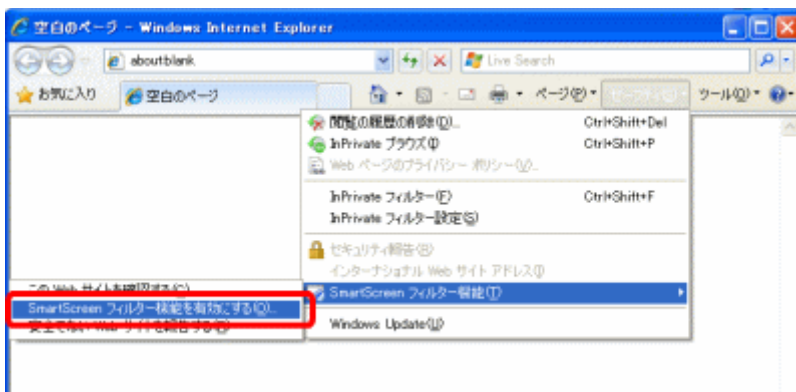 空白のページ - Windows Internet Explorer
about:blank
Live Search
お気に入り 空白のページ ページ(P) セーフティ(S) ツール(O)
閲覧の履歴の削除(D)... Ctrl+Shift+Del
InPrivate ブラウズ(I) Ctrl+Shift+P
Web ページのプライバシー ポリシー(V)...
InPrivate フィルター(F) Ctrl+Shift+F
InPrivate フィルター設定(S)
セキュリティ報告(R)
インターナショナル Web サイト アドレス(I)
SmartScreen フィルター機能(T)
Windows Update(U)
この Web サイトを確認する(C)
SmartScreen フィルター機能を有効にする(O)...
安全でない Web サイトを報告する(R)